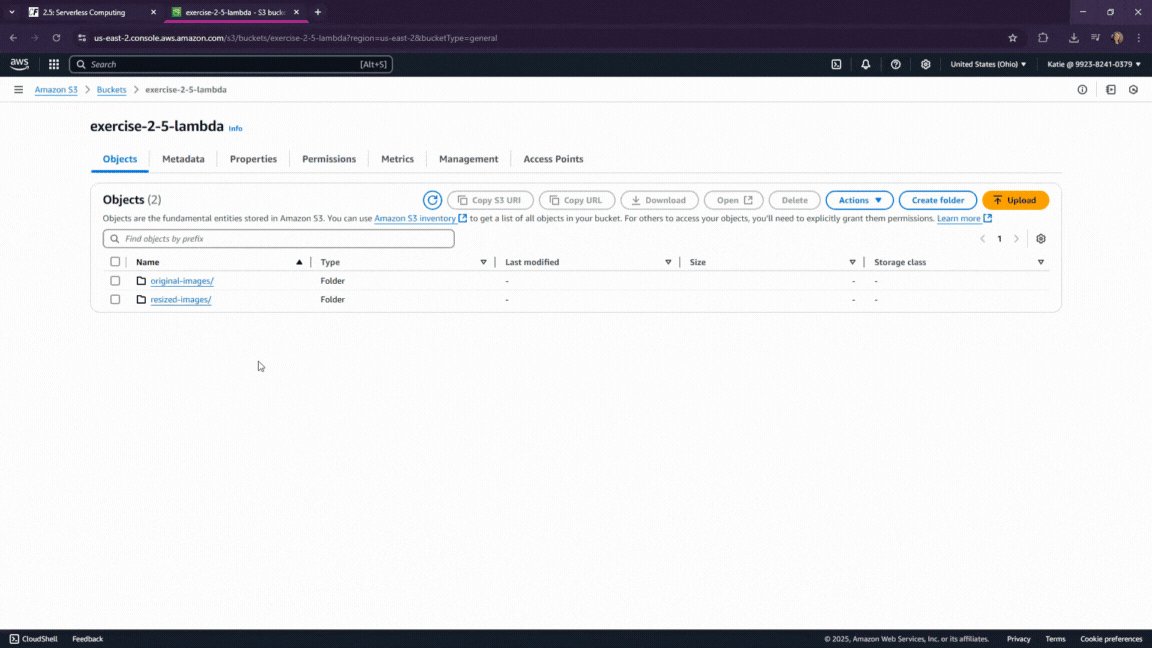 2.5: Serverless Computing
exercise-2-5-lambda - S3 buck
us-east-2.console.aws.amazon.com/s3/buckets/exercise-2-5-lambda?region=us-east-2&bucketType=general
aws
Search
[Alt+S]
United States (Ohio)
Katie @ 9923-8241-0379
Amazon S3
Buckets
exercise-2-5-lambda
exercise-2-5-lambda Info
Objects Metadata Properties Permissions Metrics Management Access Points
Objects (2)
Copy S3 URI
Copy URL
Download
Open
Delete
Actions
Create folder
Upload
Objects are the fundamental entities stored in Amazon S3. You can use Amazon S3 inventory to get a list of all objects in your bucket. For others to access your objects, you'll need to explicitly grant them permissions. Learn more
Find objects by prefix
1
Name Type Last modified Size Storage class
original-images/ Folder - - -
resized-images/ Folder - - -
CloudShell Feedback
© 2025, Amazon Web Services, Inc. or its affiliates. Privacy Terms Cookie preferences